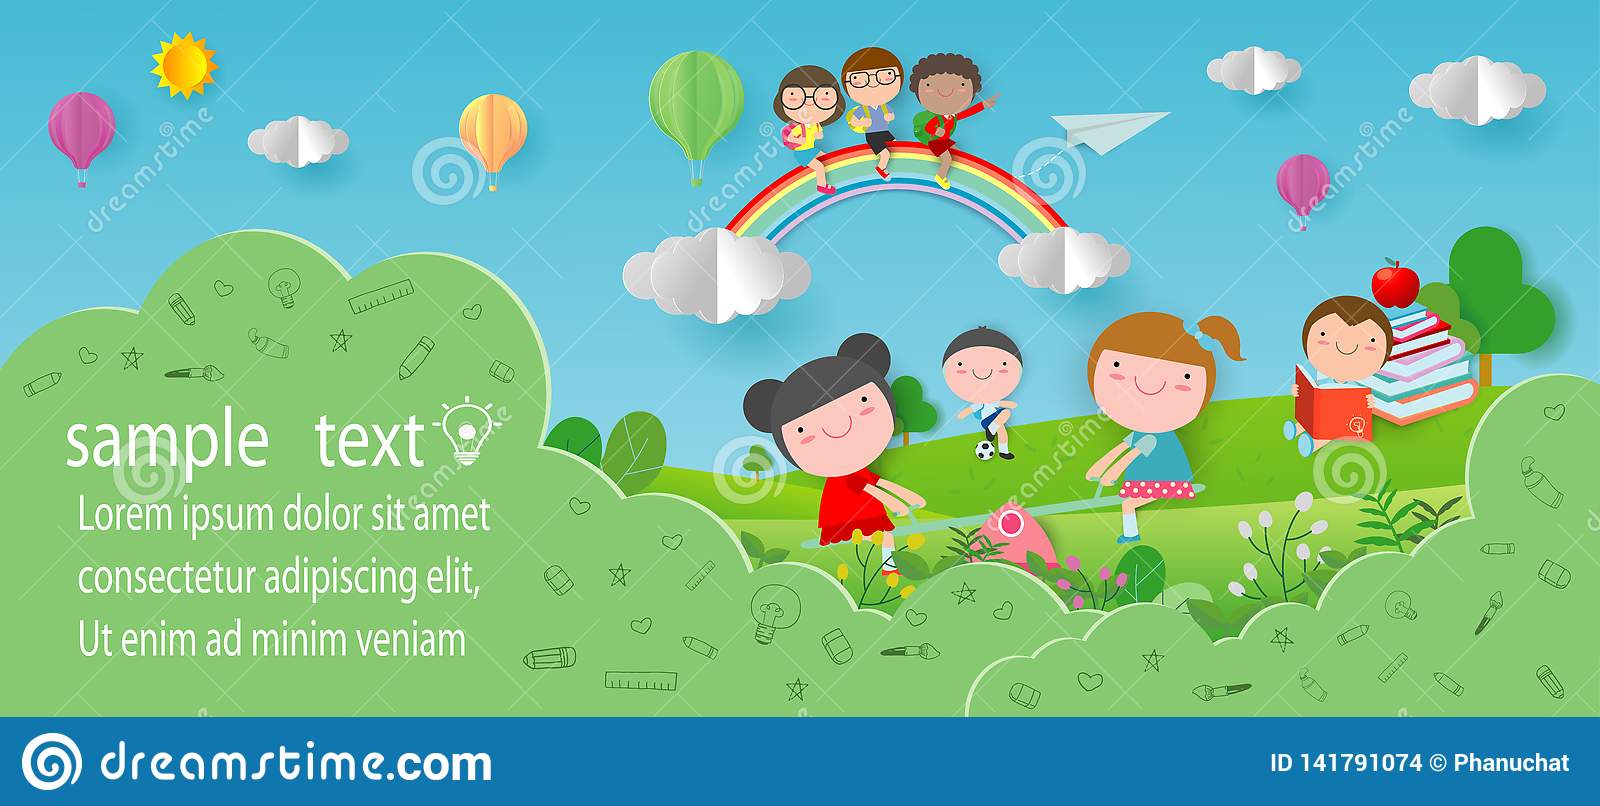 sample text
Lorem ipsum dolor sit amet
consectetur adipiscing elit,
Ut enim ad minim veniam
dreamstime.com
ID 141791074 © Phanuchat